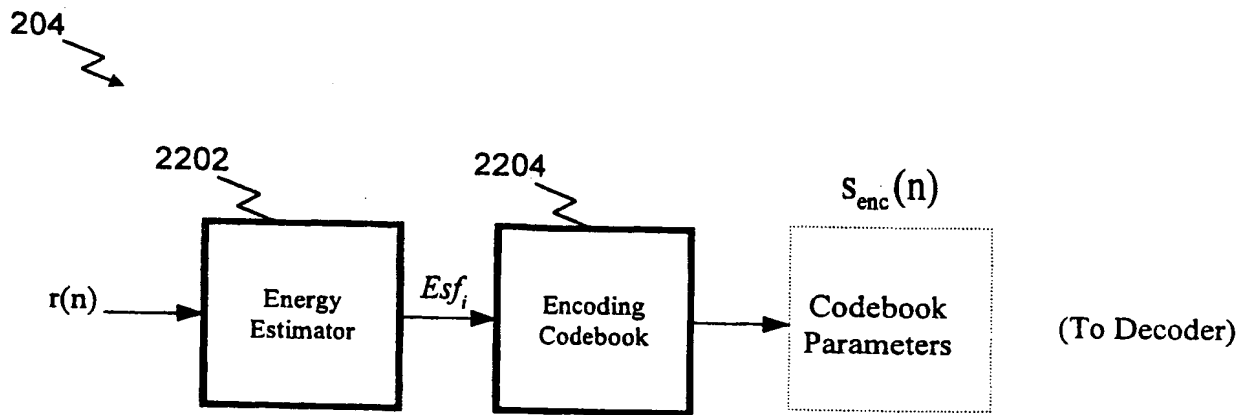 204
2202
2204
s_enc(n)
r(n)
Energy
Estimator
Esf_i
Encoding
Codebook
Codebook
Parameters
(To Decoder)